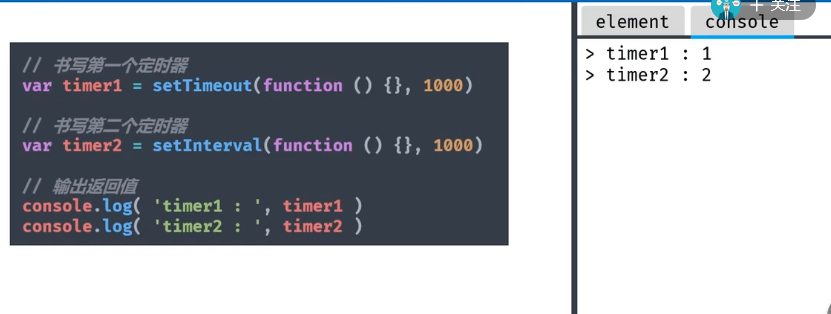 + 关注
element console
// 书写第一个定时器
var timer1 = setTimeout(function () {}, 1000)
// 书写第二个定时器
var timer2 = setInterval(function () {}, 1000)
// 输出返回值
console.log( 'timer1 : ', timer1 )
console.log( 'timer2 : ', timer2 )
> timer1 : 1
> timer2 : 2